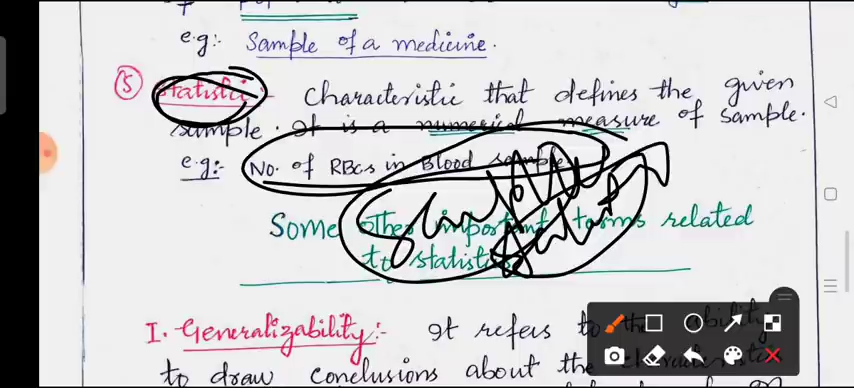 e.g:- Sample of a medicine.
⑤ Statistic :- Characteristic that defines the given
sample. It is a numerical measure of sample.
e.g:- No. of RBCs in Blood sample
Some other important terms related
to statistics
I. Generalizability:- It refers to the ability
to draw conclusions about the